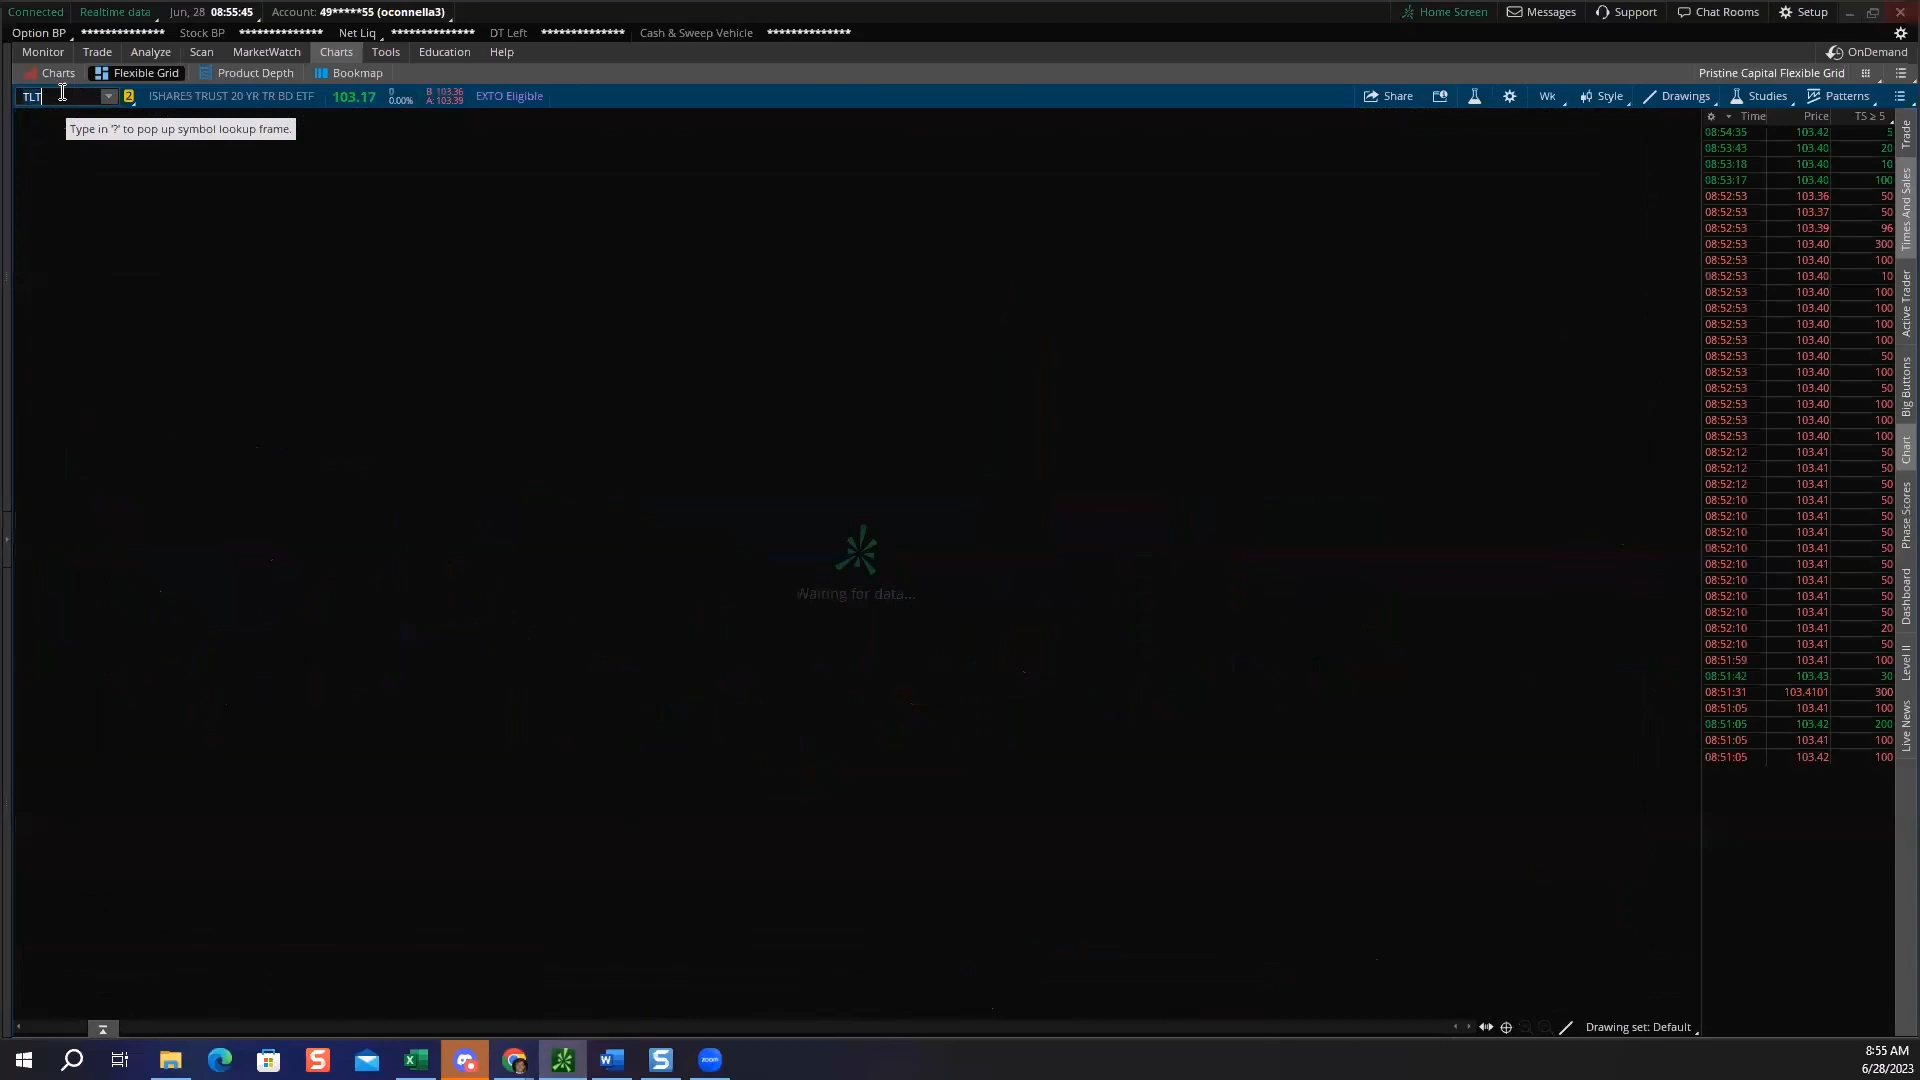 Connected Realtime data Jun, 28 08:55:45 Account: 49*****55 (oconnella3) Home Screen Messages Support Chat Rooms Setup
Option BP ************** Stock BP ************** Net Liq ************** DT Left ************** Cash & Sweep Vehicle **************
Monitor Trade Analyze Scan MarketWatch Charts Tools Education Help OnDemand
Charts Flexible Grid Product Depth Bookmap Pristine Capital Flexible Grid
TLT 2 ISHARES TRUST 20 YR TR BD ETF 103.17 0 0.00% B: 103.36 A: 103.39 EXTO Eligible Share Wk Style Drawings Studies Patterns
Type in '?' to pop up symbol lookup frame.
Time Price TS ≥ 5
08:54:35 103.42 5
08:53:43 103.40 20
08:53:18 103.40 10
08:53:17 103.40 100
08:52:53 103.36 50
08:52:53 103.37 50
08:52:53 103.39 96
08:52:53 103.40 300
08:52:53 103.40 100
08:52:53 103.40 10
08:52:53 103.40 100
08:52:53 103.40 100
08:52:53 103.40 100
08:52:53 103.40 100
08:52:53 103.40 50
08:52:53 103.40 100
08:52:53 103.40 50
08:52:53 103.40 100
08:52:53 103.40 100
08:52:53 103.40 100
08:52:12 103.41 50
08:52:12 103.41 50
08:52:12 103.41 50
08:52:10 103.41 50
08:52:10 103.41 50
08:52:10 103.41 50
08:52:10 103.41 50
08:52:10 103.41 50
08:52:10 103.41 50
08:52:10 103.41 50
08:52:10 103.41 50
08:52:10 103.41 20
08:52:10 103.41 50
08:51:59 103.41 100
08:51:42 103.43 30
08:51:31 103.4101 300
08:51:05 103.41 100
08:51:05 103.42 200
08:51:05 103.41 100
08:51:05 103.42 100
Waiting for data...
Trade
Times And Sales
Active Trader
Big Buttons
Chart
Phase Scores
Dashboard
Level II
Live News
Drawing set: Default
8:55 AM
6/28/2023